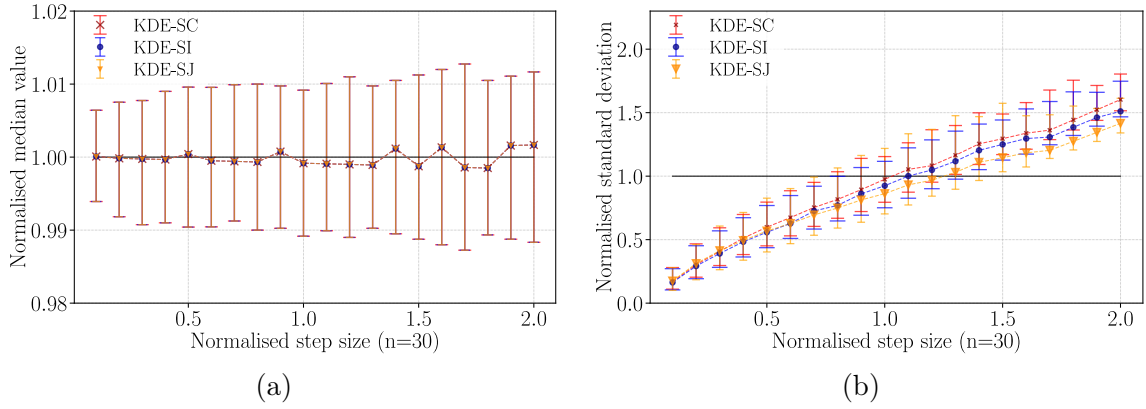 1.02
1.01
1.00
0.99
0.98
Normalised median value
KDE-SC
KDE-SI
KDE-SJ
0.5
1.0
1.5
2.0
Normalised step size (n=30)
(a)
2.0
1.5
1.0
0.5
0.0
Normalised standard deviation
KDE-SC
KDE-SI
KDE-SJ
0.5
1.0
1.5
2.0
Normalised step size (n=30)
(b)